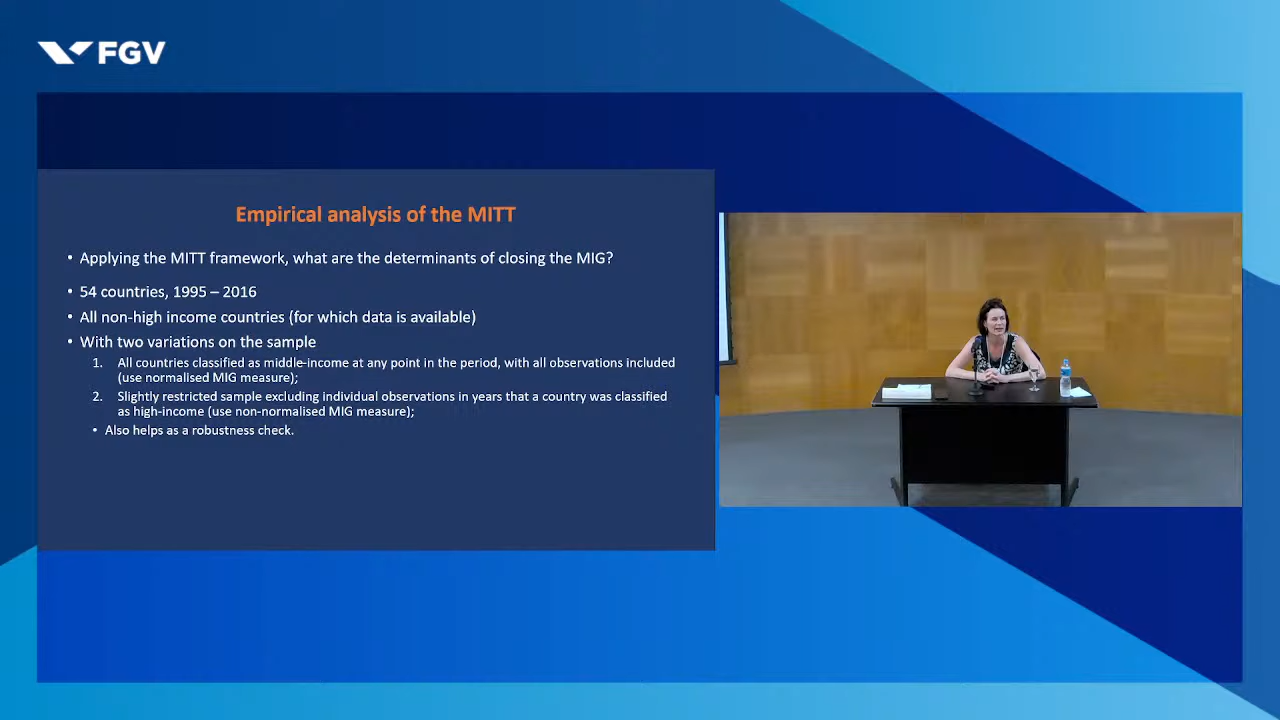 FGV
Empirical analysis of the MITT
• Applying the MITT framework, what are the determinants of closing the MIG?
• 54 countries, 1995 – 2016
• All non-high income countries (for which data is available)
• With two variations on the sample
1. All countries classified as middle-income at any point in the period, with all observations included
(use normalised MIG measure);
2. Slightly restricted sample excluding individual observations in years that a country was classified
as high-income (use non-normalised MIG measure);
• Also helps as a robustness check.